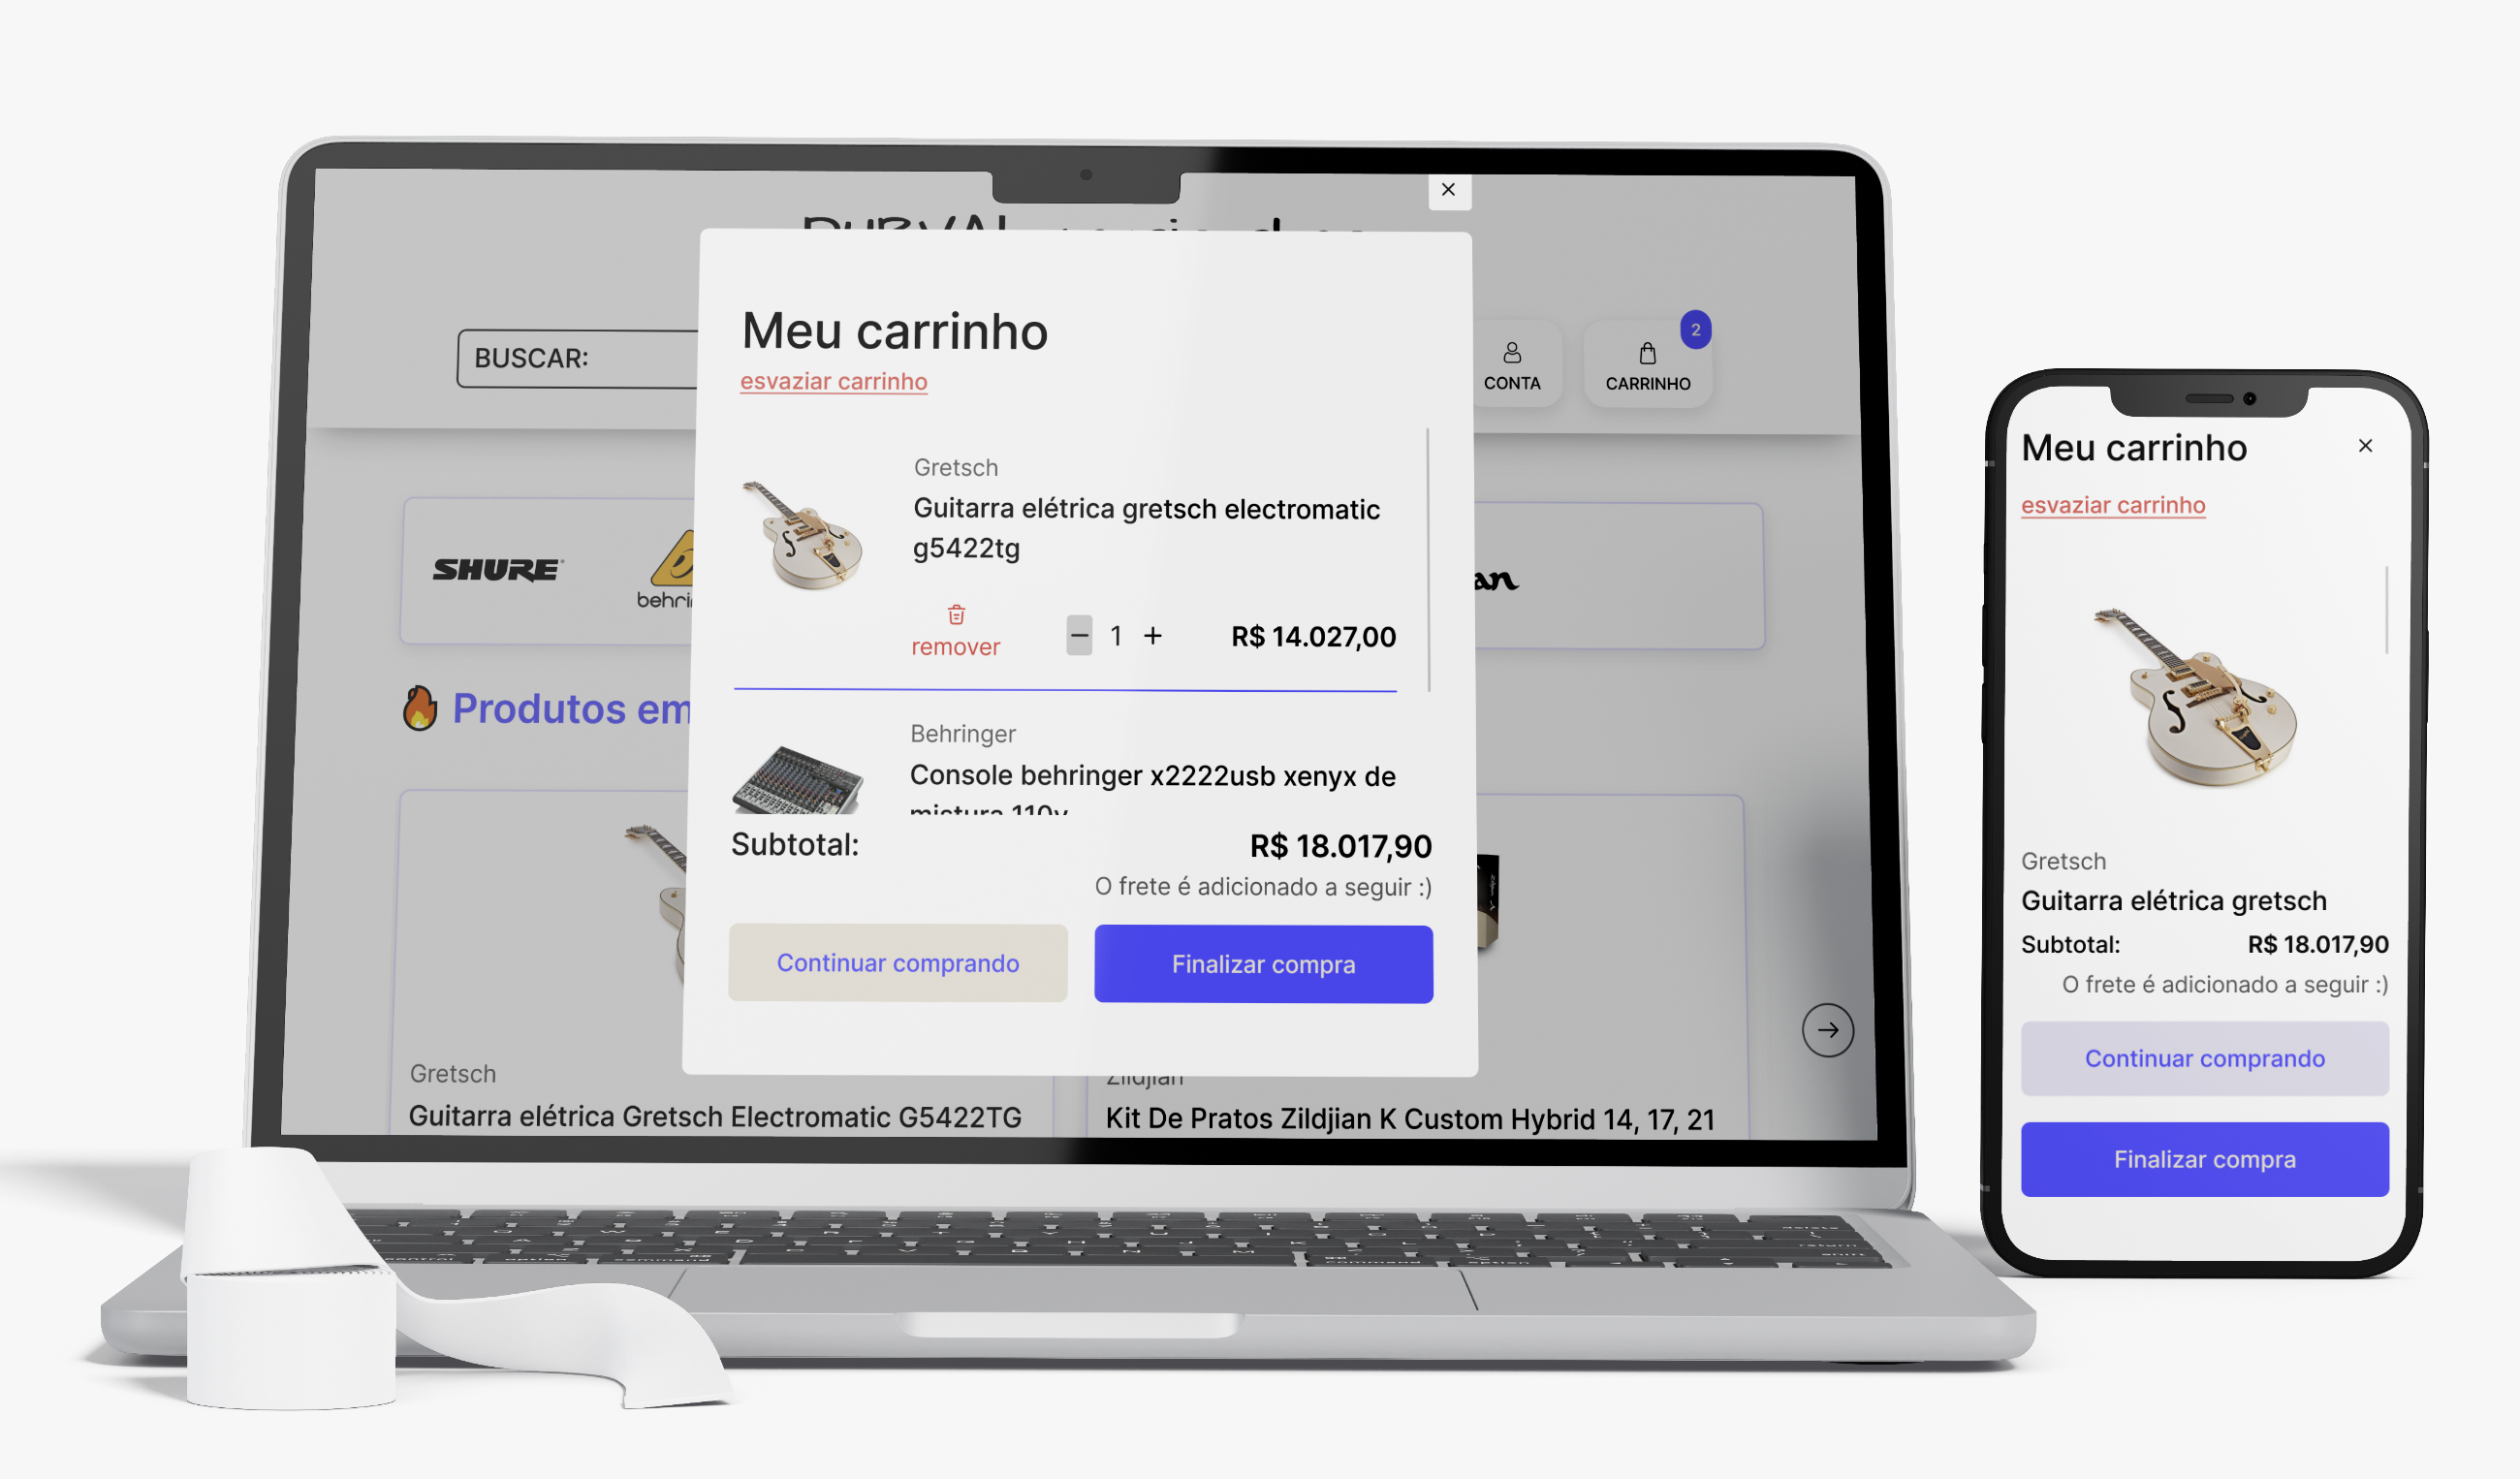 BUSCAR:
CONTA
CARRINHO
2
SHURE
an
Produtos em
Meu carrinho
esvaziar carrinho
Gretsch
Guitarra elétrica gretsch electromatic
g5422tg
remover
1
R$ 14.027,00
Behringer
Console behringer x2222usb xenyx de
mistura 110v
Subtotal:
R$ 18.017,90
O frete é adicionado a seguir :)
Continuar comprando
Finalizar compra
Gretsch
Guitarra elétrica Gretsch Electromatic G5422TG
Zildjian
Kit De Pratos Zildjian K Custom Hybrid 14, 17, 21
Meu carrinho
esvaziar carrinho
Gretsch
Guitarra elétrica gretsch
Subtotal:
R$ 18.017,90
O frete é adicionado a seguir :)
Continuar comprando
Finalizar compra